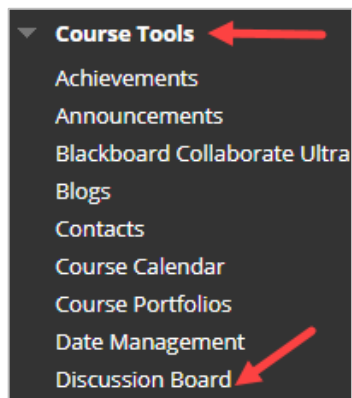 Course Tools
Achievements
Announcements
Blackboard Collaborate Ultra
Blogs
Contacts
Course Calendar
Course Portfolios
Date Management
Discussion Board